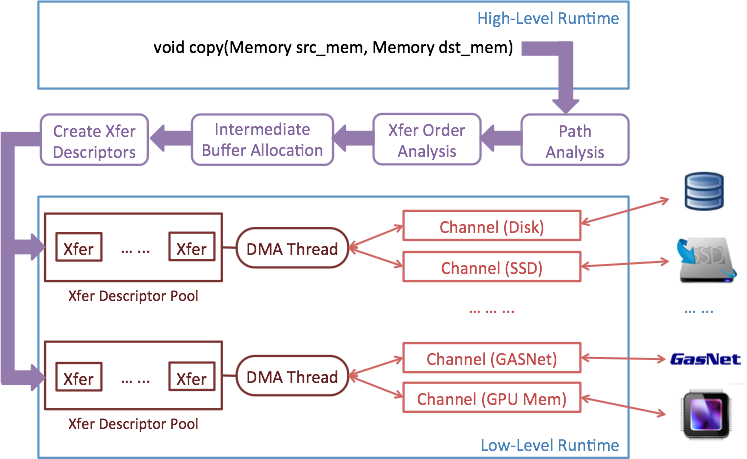 High-Level Runtime
void copy(Memory src_mem, Memory dst_mem)
Create Xfer
Descriptors
Intermediate
Buffer Allocation
Xfer Order
Analysis
Path
Analysis
Xfer
... ...
Xfer
Xfer Descriptor Pool
DMA Thread
Channel (Disk)
Channel (SSD)
SSD
... ... ...
... ...
Xfer
... ...
Xfer
Xfer Descriptor Pool
DMA Thread
Channel (GASNet)
GasNet
Channel (GPU Mem)
Low-Level Runtime